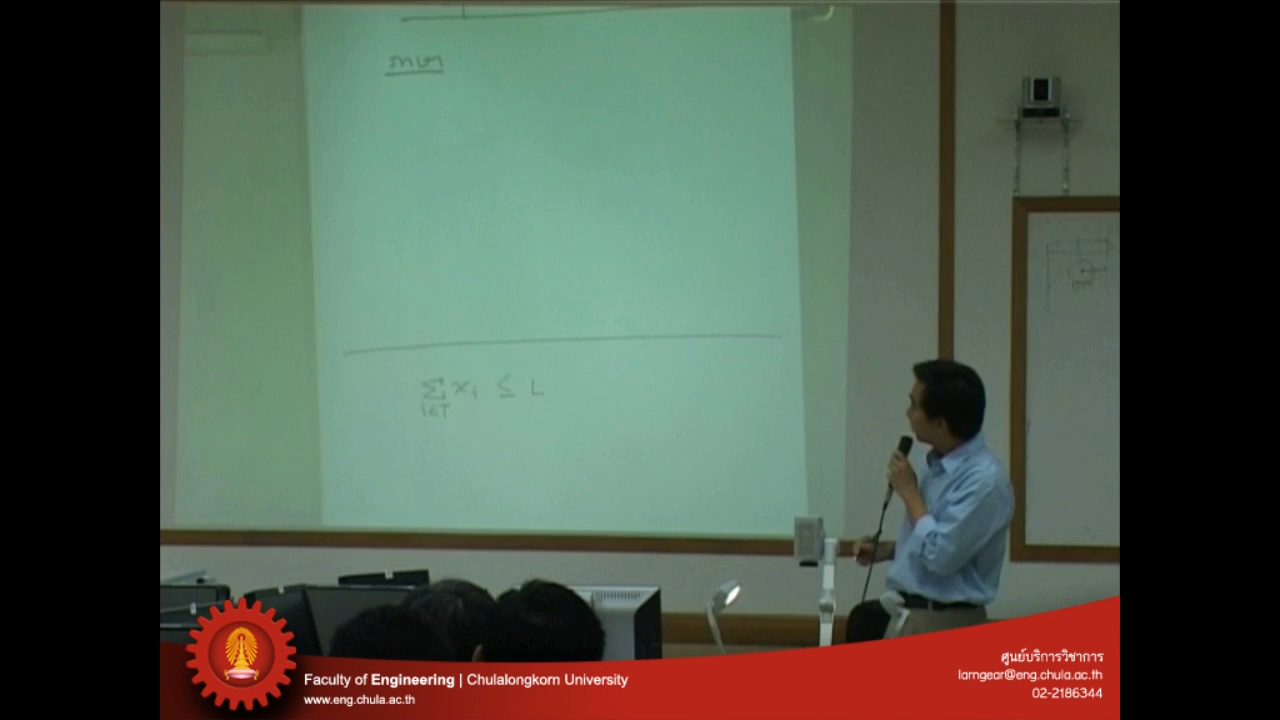 ภาษา
∑ xᵢ ≤ L
i∈T
Faculty of Engineering | Chulalongkorn University
www.eng.chula.ac.th
ศูนย์บริการวิชาการ
larngear@eng.chula.ac.th
02-2186344